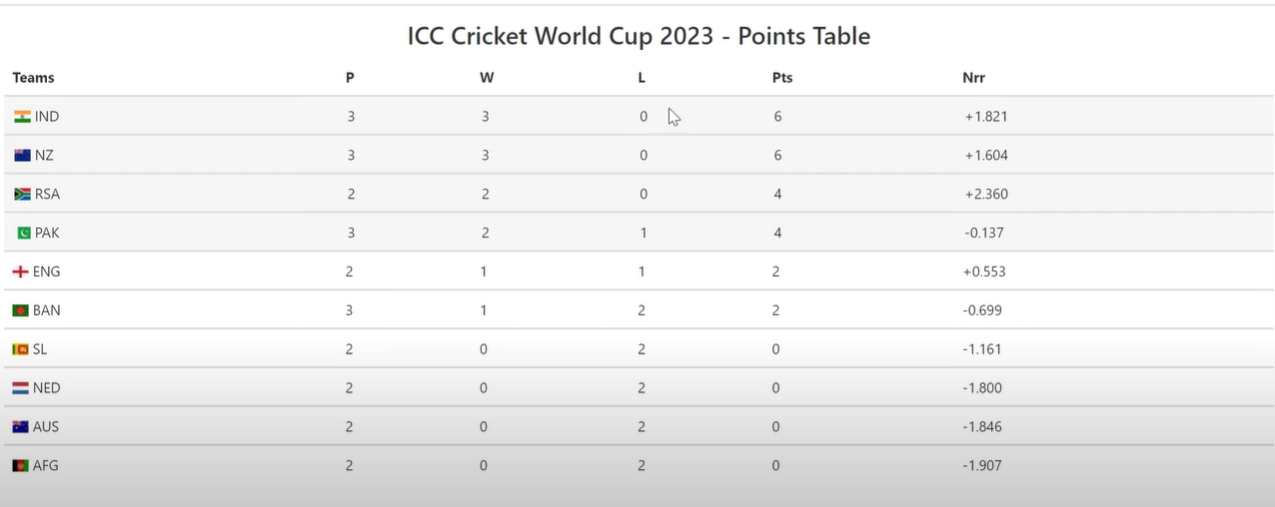 ICC Cricket World Cup 2023 - Points Table
Teams P W L Pts Nrr
IND 3 3 0 6 +1.821
NZ 3 3 0 6 +1.604
RSA 2 2 0 4 +2.360
PAK 3 2 1 4 -0.137
ENG 2 1 1 2 +0.553
BAN 3 1 2 2 -0.699
SL 2 0 2 0 -1.161
NED 2 0 2 0 -1.800
AUS 2 0 2 0 -1.846
AFG 2 0 2 0 -1.907